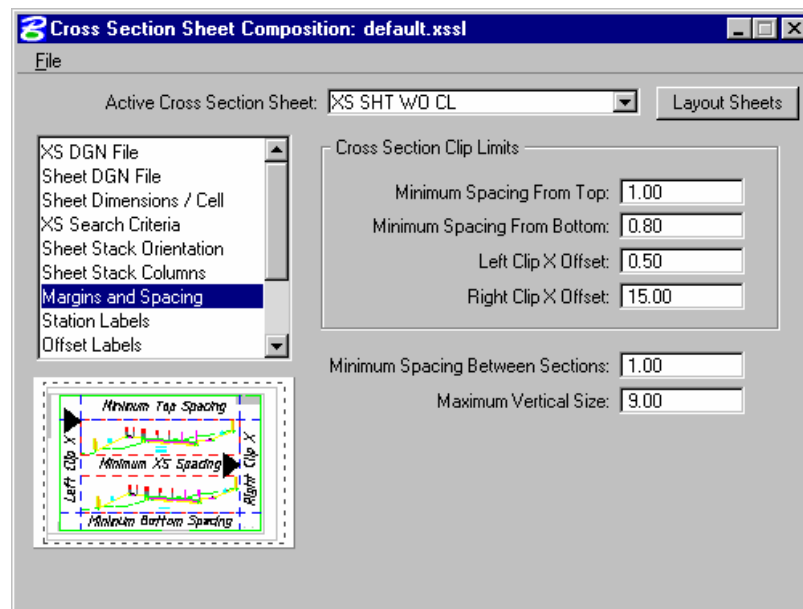 Cross Section Sheet Composition: default.xssl
File
Active Cross Section Sheet: XS SHT WO CL Layout Sheets
XS DGN File
Sheet DGN File
Sheet Dimensions / Cell
XS Search Criteria
Sheet Stack Orientation
Sheet Stack Columns
Margins and Spacing
Station Labels
Offset Labels
Cross Section Clip Limits
Minimum Spacing From Top: 1.00
Minimum Spacing From Bottom: 0.80
Left Clip X Offset: 0.50
Right Clip X Offset: 15.00
Minimum Spacing Between Sections: 1.00
Maximum Vertical Size: 9.00
Minimum Top Spacing
Left Clip X
Minimum XS Spacing
Right Clip X
Minimum Bottom Spacing